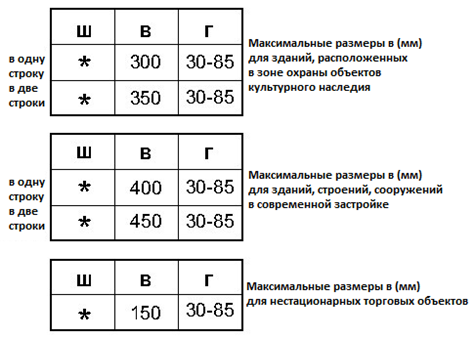 Ш В Г
в одну строку * 300 30-85
в две строки * 350 30-85
Максимальные размеры в (мм)
для зданий, расположенных
в зоне охраны объектов
культурного наследия
Ш В Г
в одну строку * 400 30-85
в две строки * 450 30-85
Максимальные размеры в (мм)
для зданий, строений, сооружений
в современной застройке
Ш В Г
* 150 30-85
Максимальные размеры в (мм)
для нестационарных торговых объектов